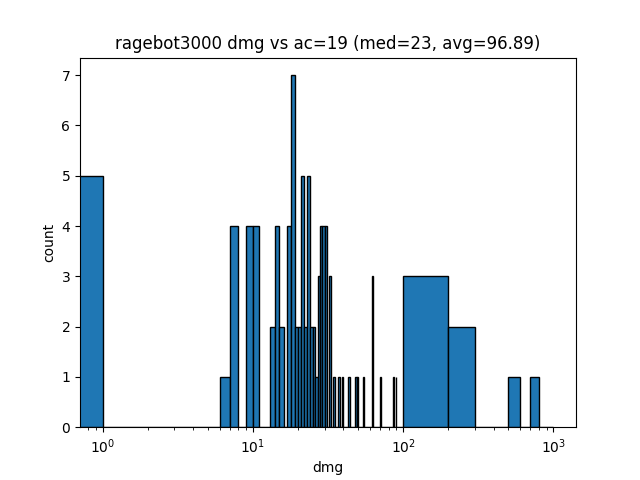 ragebot3000 dmg vs ac=19 (med=23, avg=96.89)
7
6
5
4
3
2
1
0
count
10⁰ 10¹ 10² 10³
dmg